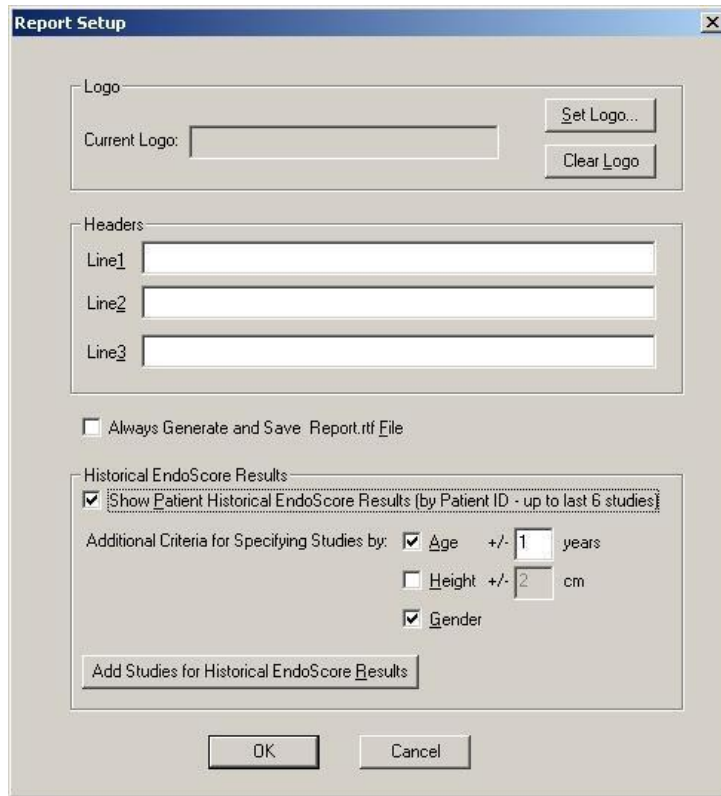 Report Setup
Logo
Set Logo...
Current Logo:
Clear Logo
Headers
Line1
Line2
Line3
Always Generate and Save Report.rtf File
Historical EndoScore Results
Show Patient Historical EndoScore Results (by Patient ID - up to last 6 studies)
Additional Criteria for Specifying Studies by: Age +/- 1 years
Height +/- 2 cm
Gender
Add Studies for Historical EndoScore Results
OK Cancel